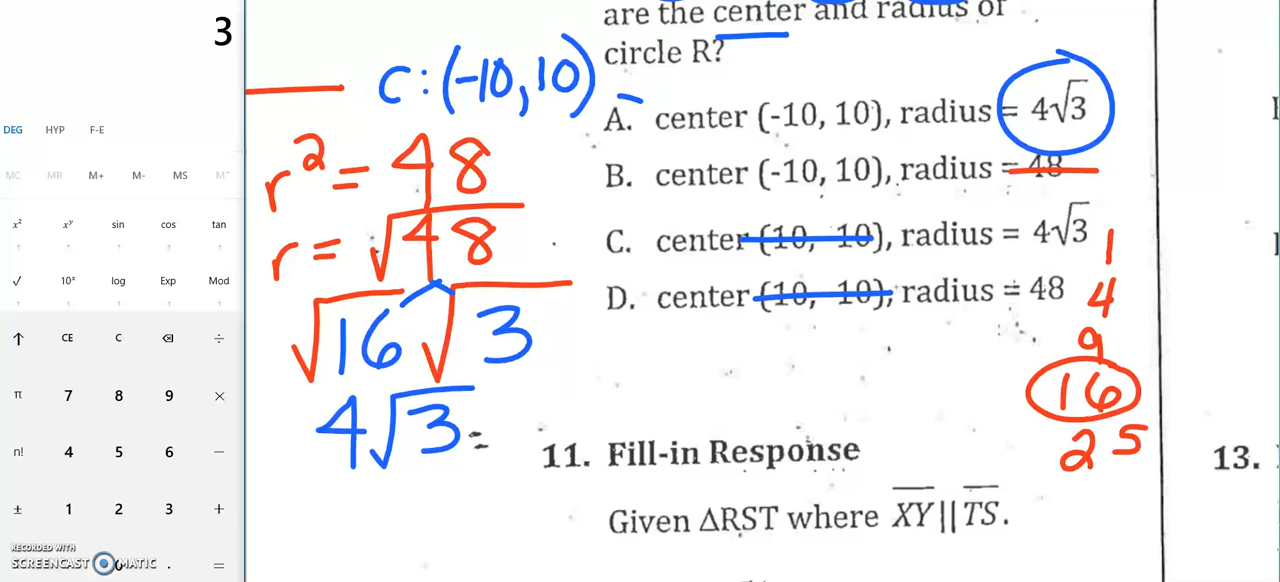 3
DEG HYP F-E
MC MR M+ M- MS M˅
x² xʸ sin cos tan
√ 10ˣ log Exp Mod
↑ CE C ⌫ ÷
π 7 8 9 ×
n! 4 5 6 −
± 1 2 3 +
0 . =
RECORDED WITH
SCREENCAST MATIC
C : (-10, 10)
r² = 48
r = √48
√16 √3
4√3 =
are the center and radius of
circle R?
A. center (-10, 10), radius = 4√3
B. center (-10, 10), radius = 48
C. center (10, -10), radius = 4√3
D. center (10, -10), radius = 48
1
4
9
16
25
11. Fill-in Response
Given ΔRST where XY || TS.
13.